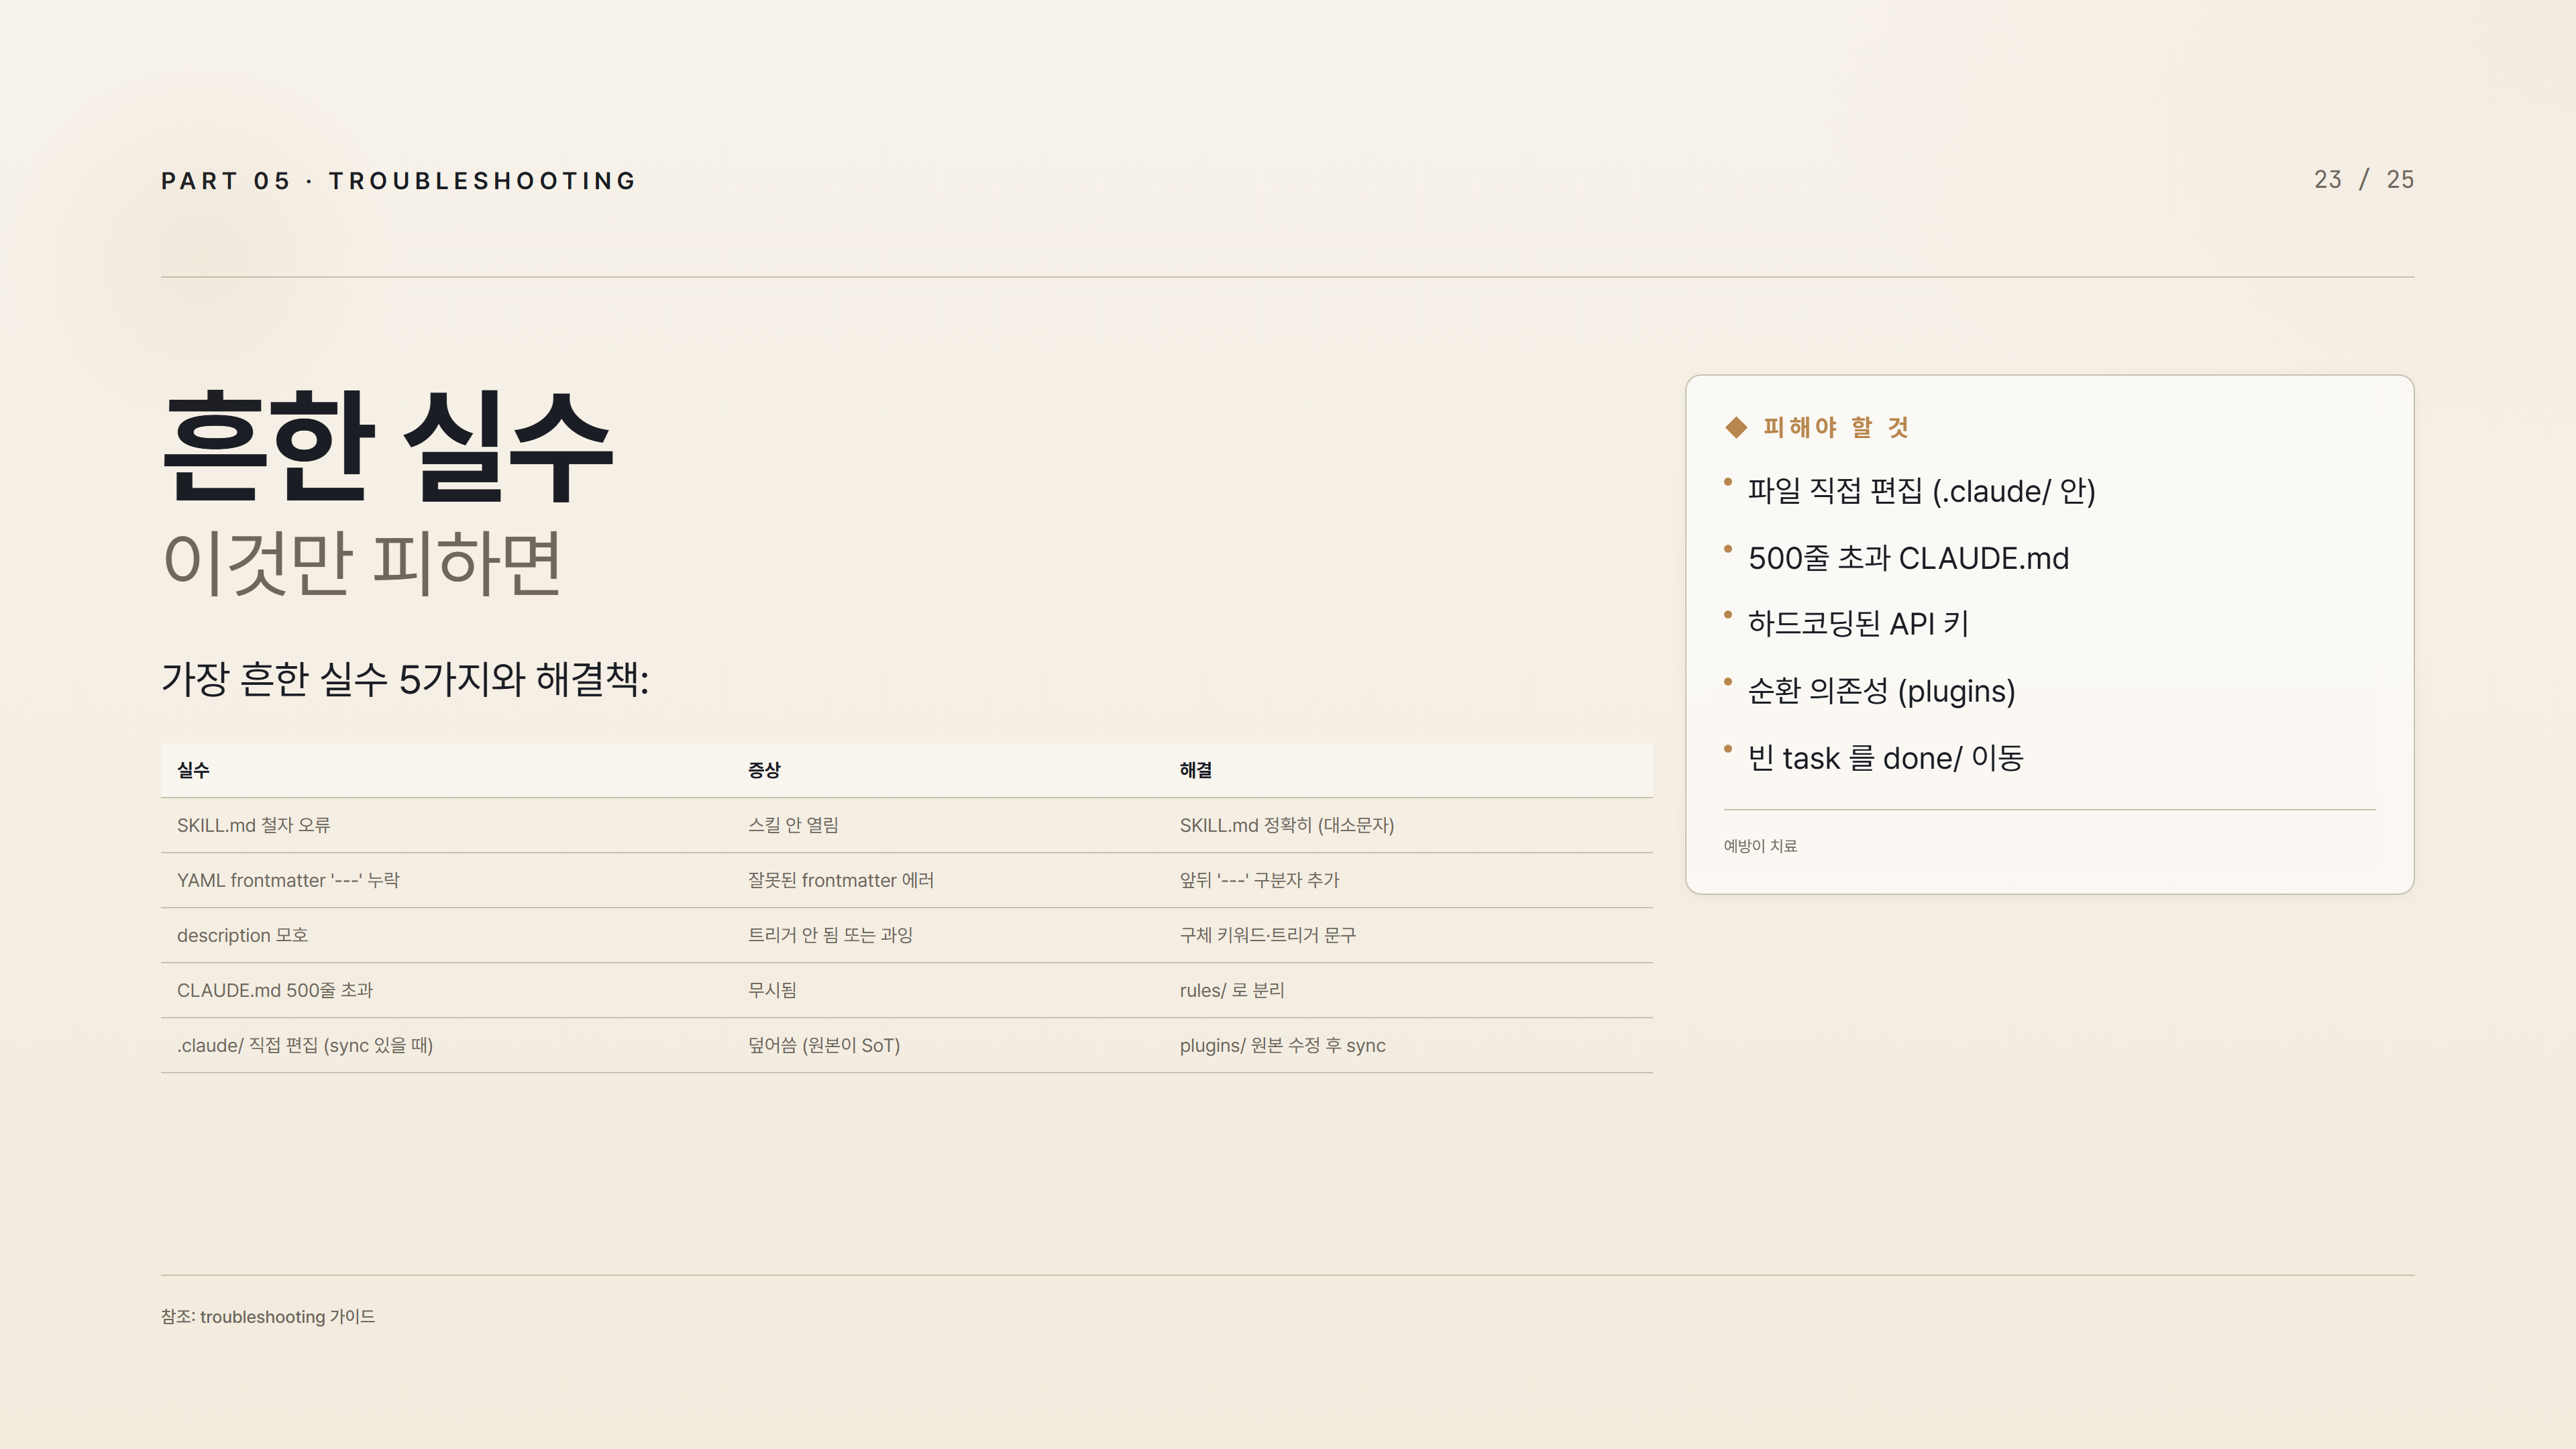 PART 05 · TROUBLESHOOTING
23 / 25
흔한 실수
이것만 피하면
가장 흔한 실수 5가지와 해결책:
실수 증상 해결
SKILL.md 철자 오류 스킬 안 열림 SKILL.md 정확히 (대소문자)
YAML frontmatter '---' 누락 잘못된 frontmatter 에러 앞뒤 '---' 구분자 추가
description 모호 트리거 안 됨 또는 과잉 구체 키워드·트리거 문구
CLAUDE.md 500줄 초과 무시됨 rules/ 로 분리
.claude/ 직접 편집 (sync 있을 때) 덮어씀 (원본이 SoT) plugins/ 원본 수정 후 sync
◆ 피해야 할 것
• 파일 직접 편집 (.claude/ 안)
• 500줄 초과 CLAUDE.md
• 하드코딩된 API 키
• 순환 의존성 (plugins)
• 빈 task 를 done/ 이동
예방이 치료
참조: troubleshooting 가이드